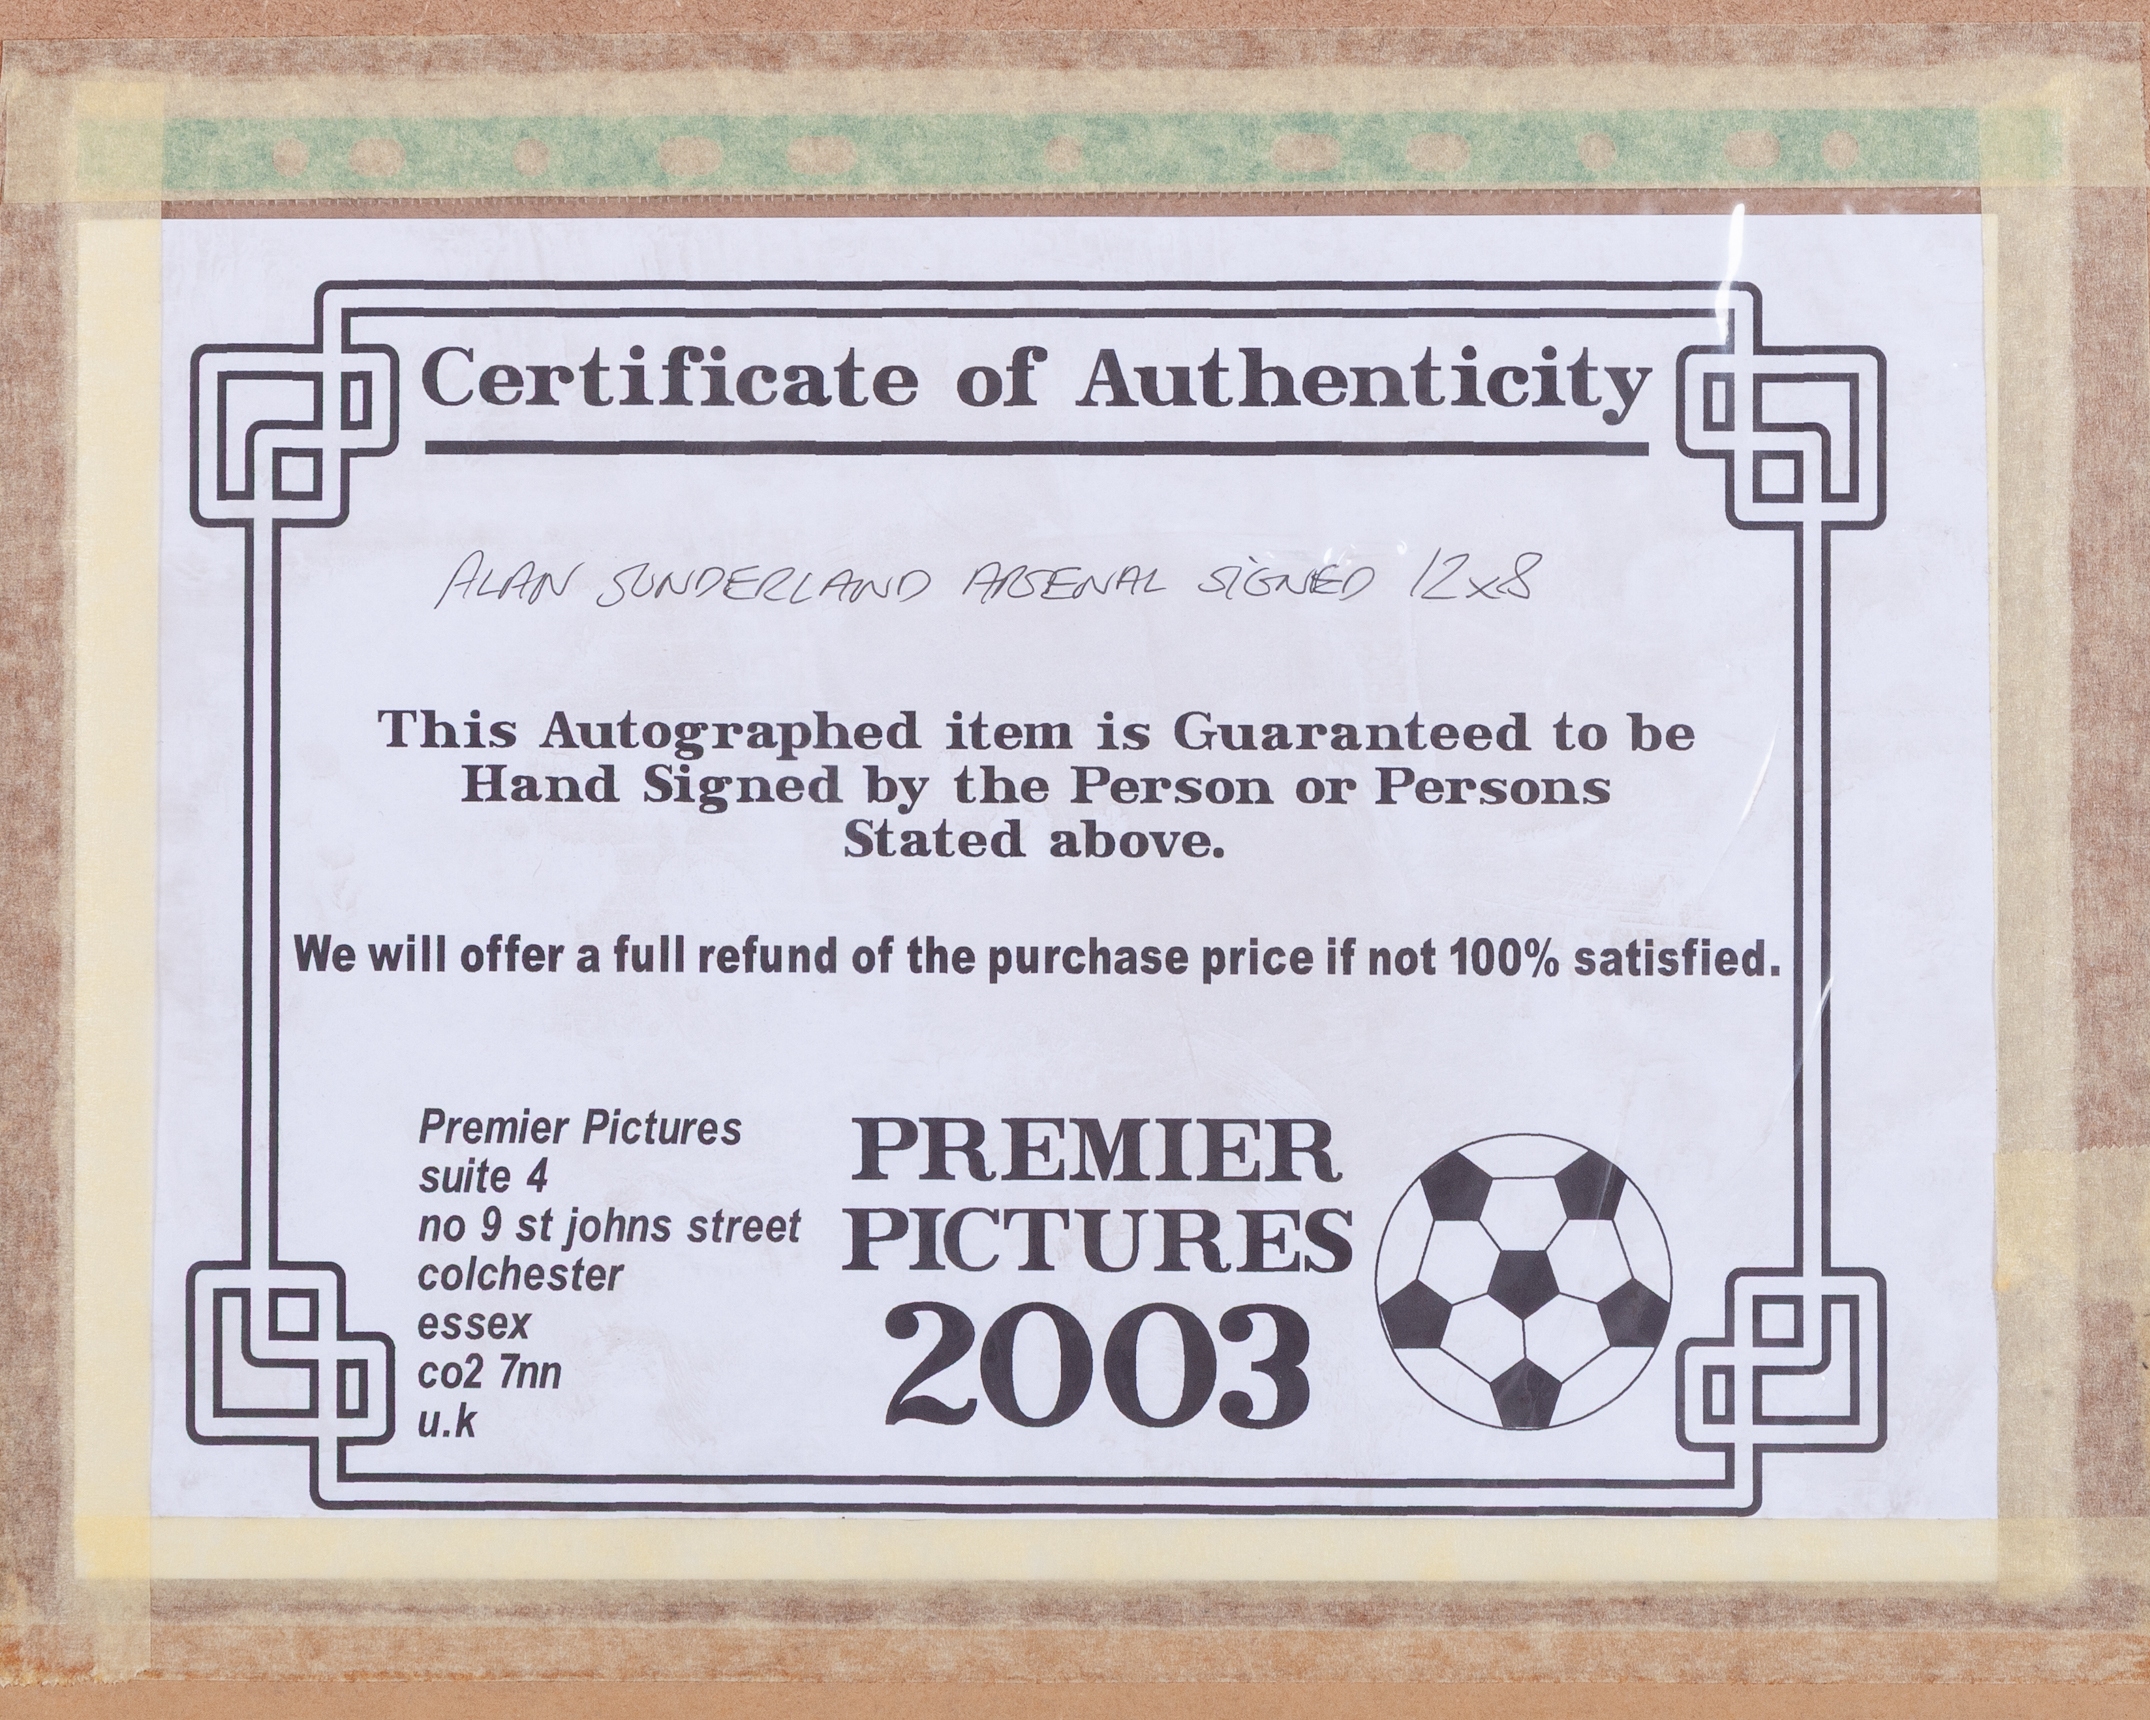 Certificate of Authenticity
ALAN SUNDERLAND ARSENAL SIGNED 12x8
This Autographed item is Guaranteed to be
Hand Signed by the Person or Persons
Stated above.
We will offer a full refund of the purchase price if not 100% satisfied.
Premier Pictures
suite 4
no 9 st johns street
colchester
essex
co2 7nn
u.k
PREMIER
PICTURES
2003